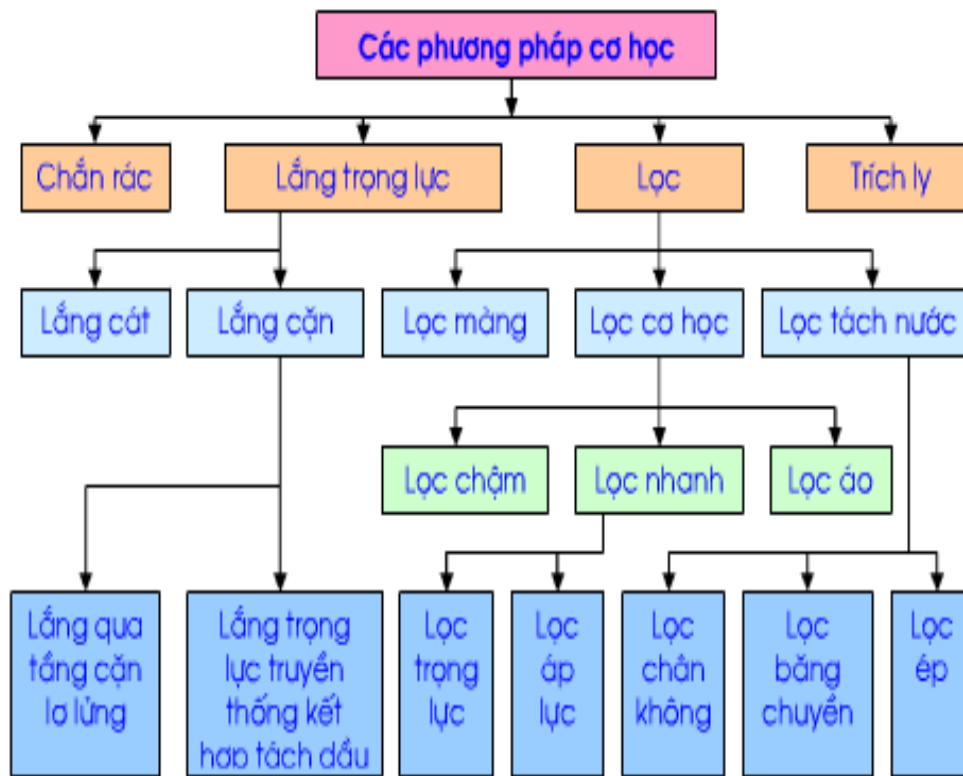 Các phương pháp cơ học
Chắn rác
Lắng trọng lực
Lọc
Trích ly
Lắng cát
Lắng cặn
Lọc màng
Lọc cơ học
Lọc tách nước
Lọc chậm
Lọc nhanh
Lọc áo
Lắng qua
tầng cặn
lơ lửng
Lắng trọng
lực truyền
thống kết
hợp tách dầu
Lọc
trọng
lực
Lọc
áp
lực
Lọc
chân
không
Lọc
băng
chuyền
Lọc
ép